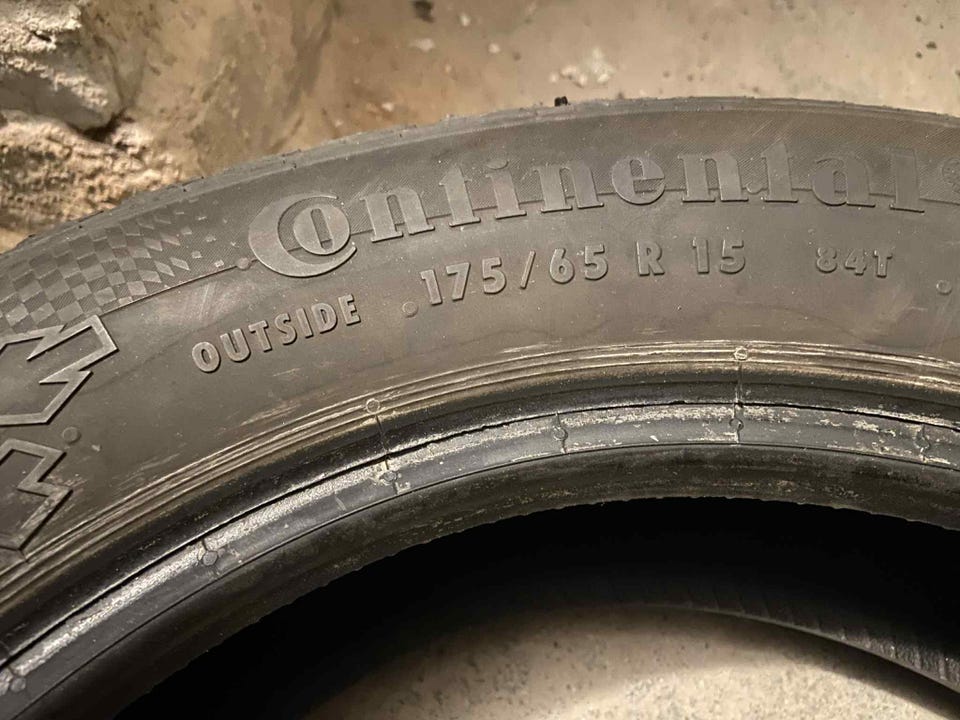 Continental
OUTSIDE 175/65 R 15 84T